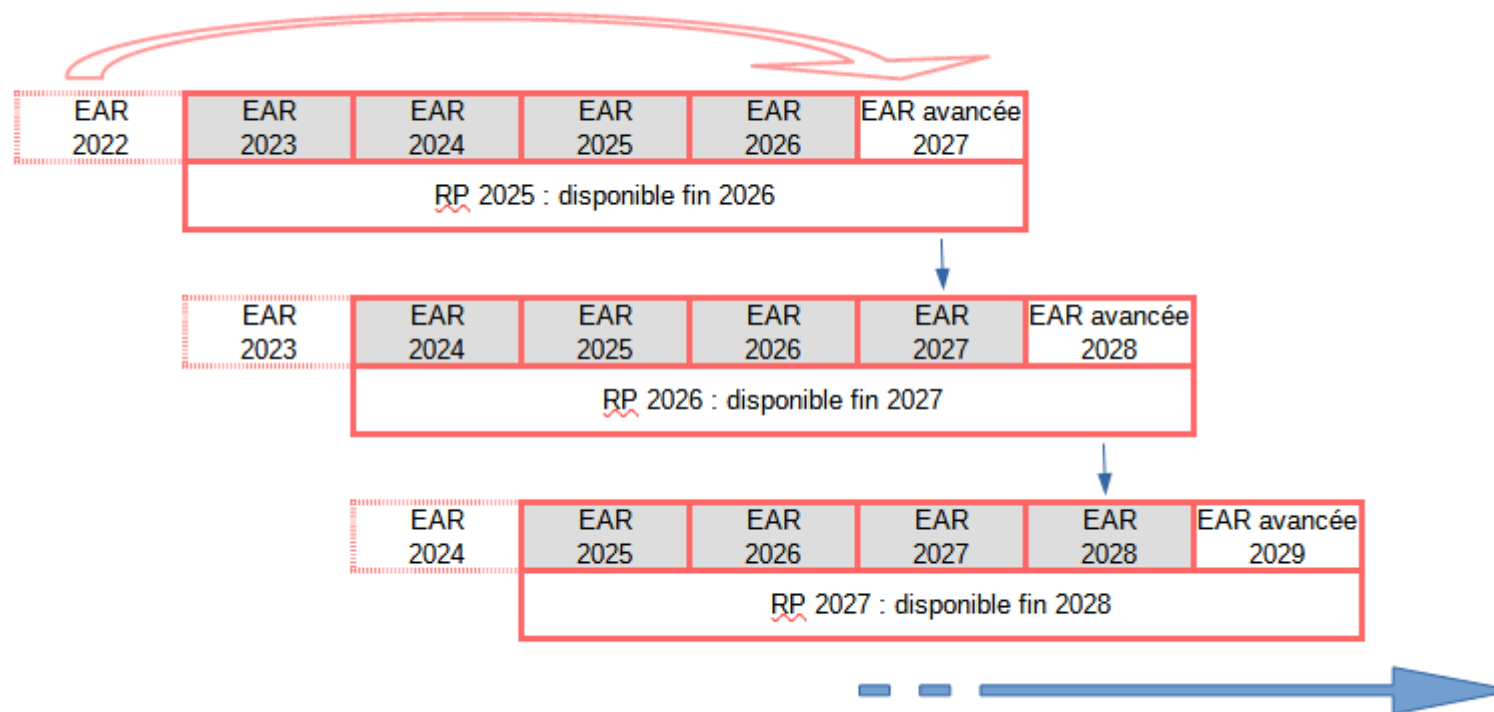 EAR EAR EAR EAR EAR EAR avancée
2022 2023 2024 2025 2026 2027
RP 2025 : disponible fin 2026
EAR EAR EAR EAR EAR EAR avancée
2023 2024 2025 2026 2027 2028
RP 2026 : disponible fin 2027
EAR EAR EAR EAR EAR EAR avancée
2024 2025 2026 2027 2028 2029
RP 2027 : disponible fin 2028